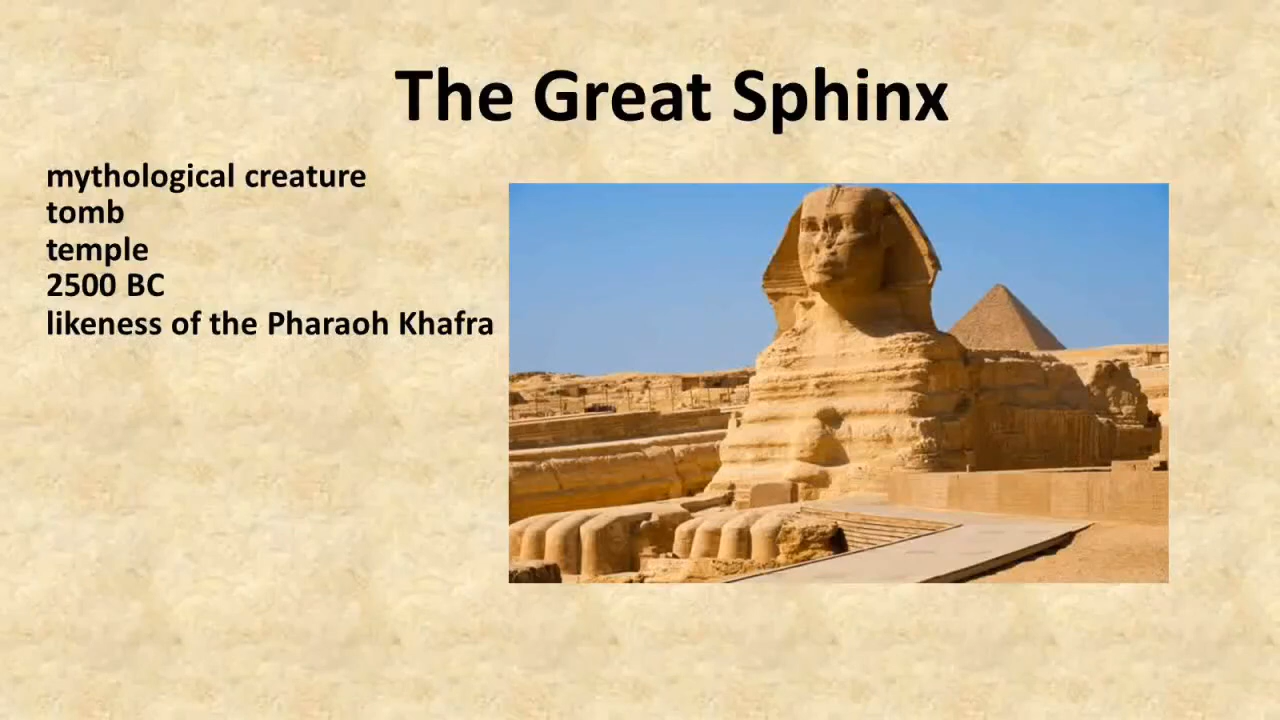 The Great Sphinx
mythological creature
tomb
temple
2500 BC
likeness of the Pharaoh Khafra